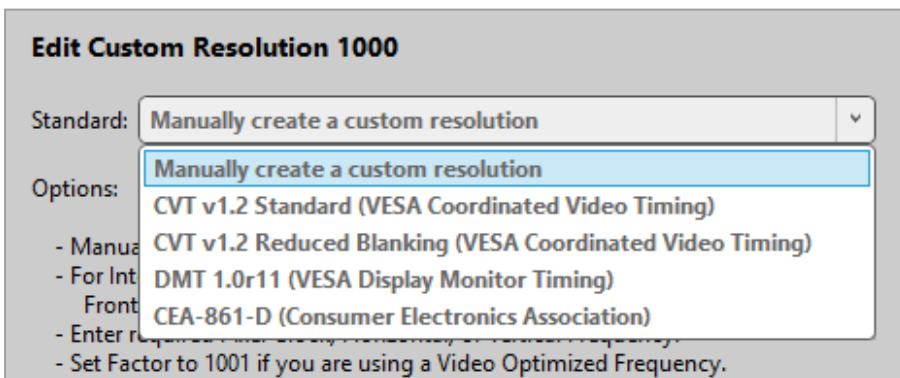 Edit Custom Resolution 1000
Standard: Manually create a custom resolution
Manually create a custom resolution
Options:
CVT v1.2 Standard (VESA Coordinated Video Timing)
CVT v1.2 Reduced Blanking (VESA Coordinated Video Timing)
DMT 1.0r11 (VESA Display Monitor Timing)
CEA-861-D (Consumer Electronics Association)
- Manua
- For Int
Front
- Enter
- Set Factor to 1001 if you are using a Video Optimized Frequency.